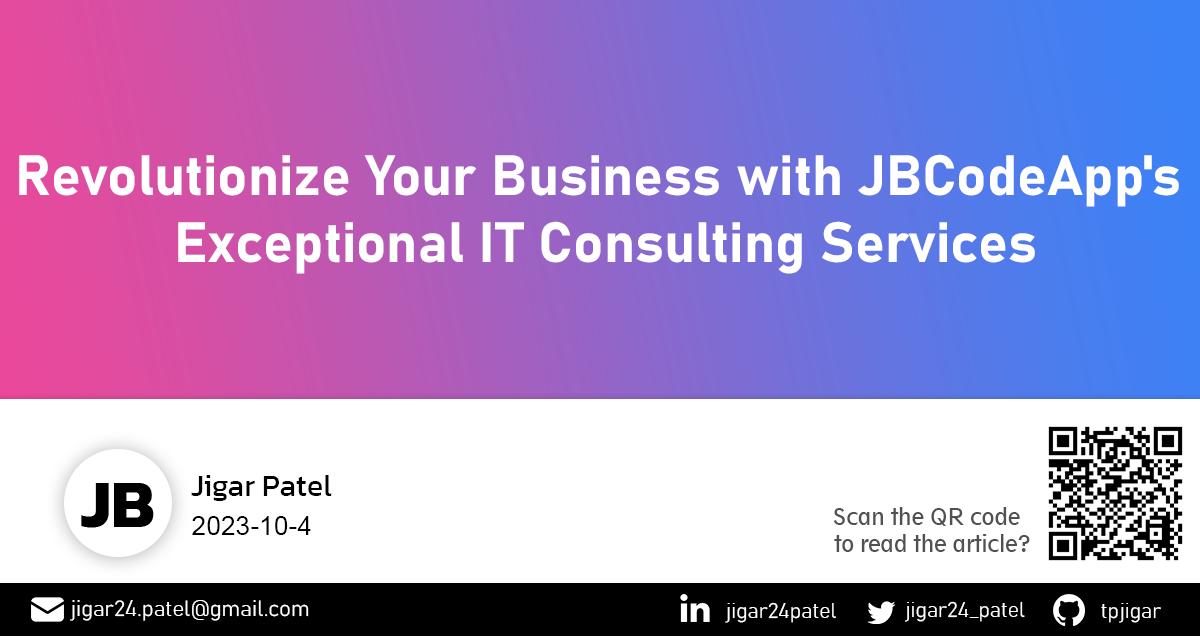 Revolutionize Your Business with JBCodeApp's
Exceptional IT Consulting Services
JB
Jigar Patel
2023-10-4
Scan the QR code
to read the article?
jigar24.patel@gmail.com
in jigar24patel
jigar24_patel
tpjigar